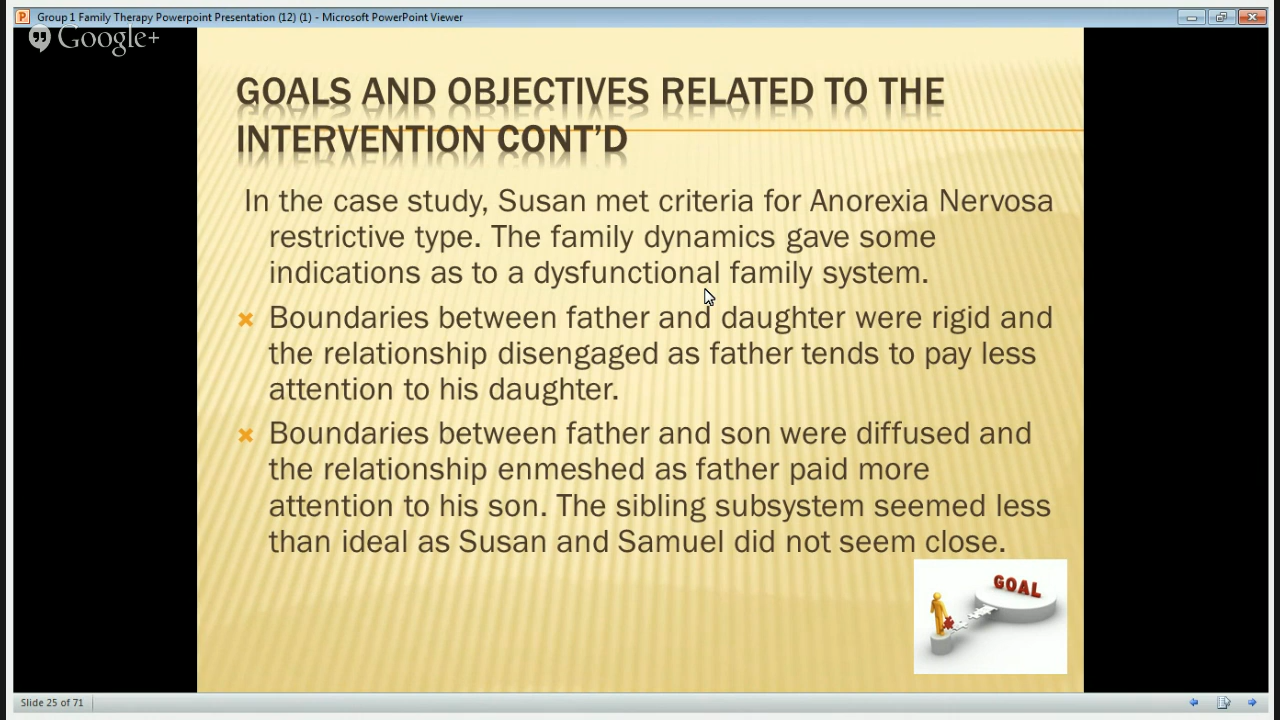 Group 1 Family Therapy Powerpoint Presentation (12) (1) - Microsoft PowerPoint Viewer
Google+
GOALS AND OBJECTIVES RELATED TO THE
INTERVENTION CONT’D
In the case study, Susan met criteria for Anorexia Nervosa
restrictive type. The family dynamics gave some
indications as to a dysfunctional family system.
Boundaries between father and daughter were rigid and
the relationship disengaged as father tends to pay less
attention to his daughter.
Boundaries between father and son were diffused and
the relationship enmeshed as father paid more
attention to his son. The sibling subsystem seemed less
than ideal as Susan and Samuel did not seem close.
GOAL
Slide 25 of 71